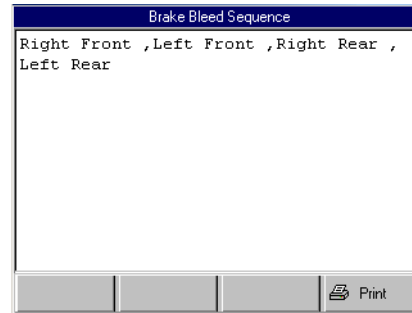 Brake Bleed Sequence
Right Front ,Left Front ,Right Rear ,
Left Rear
Print